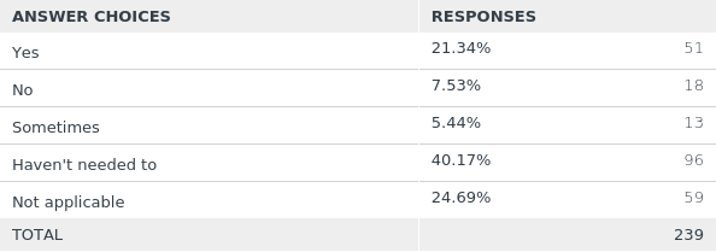 ANSWER CHOICES RESPONSES
Yes 21.34% 51
No 7.53% 18
Sometimes 5.44% 13
Haven't needed to 40.17% 96
Not applicable 24.69% 59
TOTAL 239